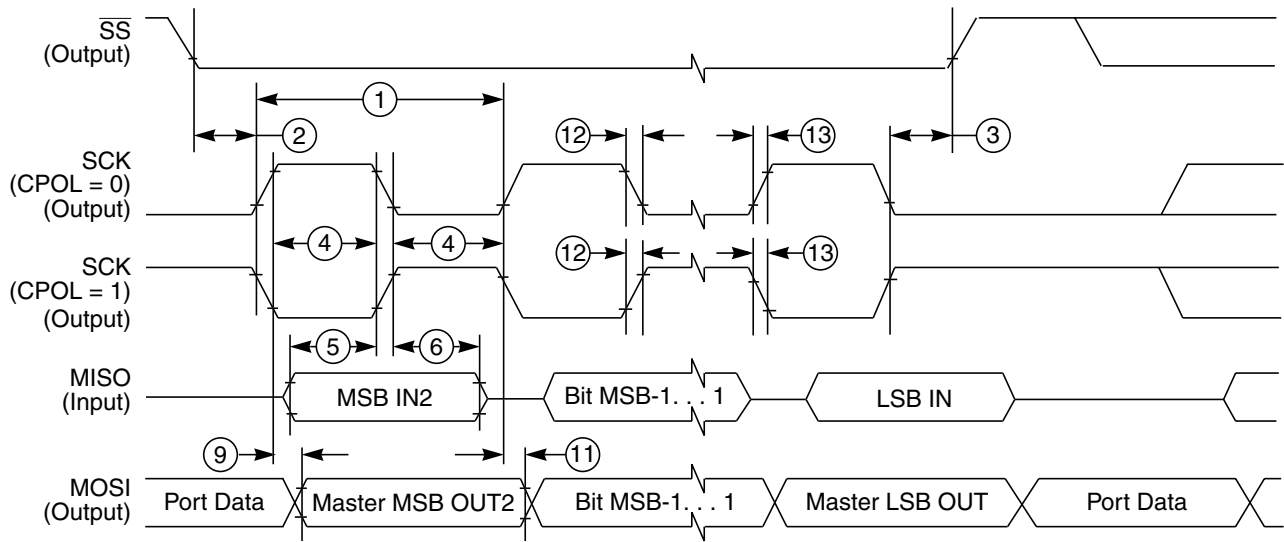 SS
(Output)
1
2
12
13
3
SCK
(CPOL = 0)
(Output)
4
4
12
13
SCK
(CPOL = 1)
(Output)
5
6
MISO
(Input)
MSB IN2
Bit MSB-1. . . 1
LSB IN
9
11
MOSI
(Output)
Port Data
Master MSB OUT2
Bit MSB-1. . . 1
Master LSB OUT
Port Data